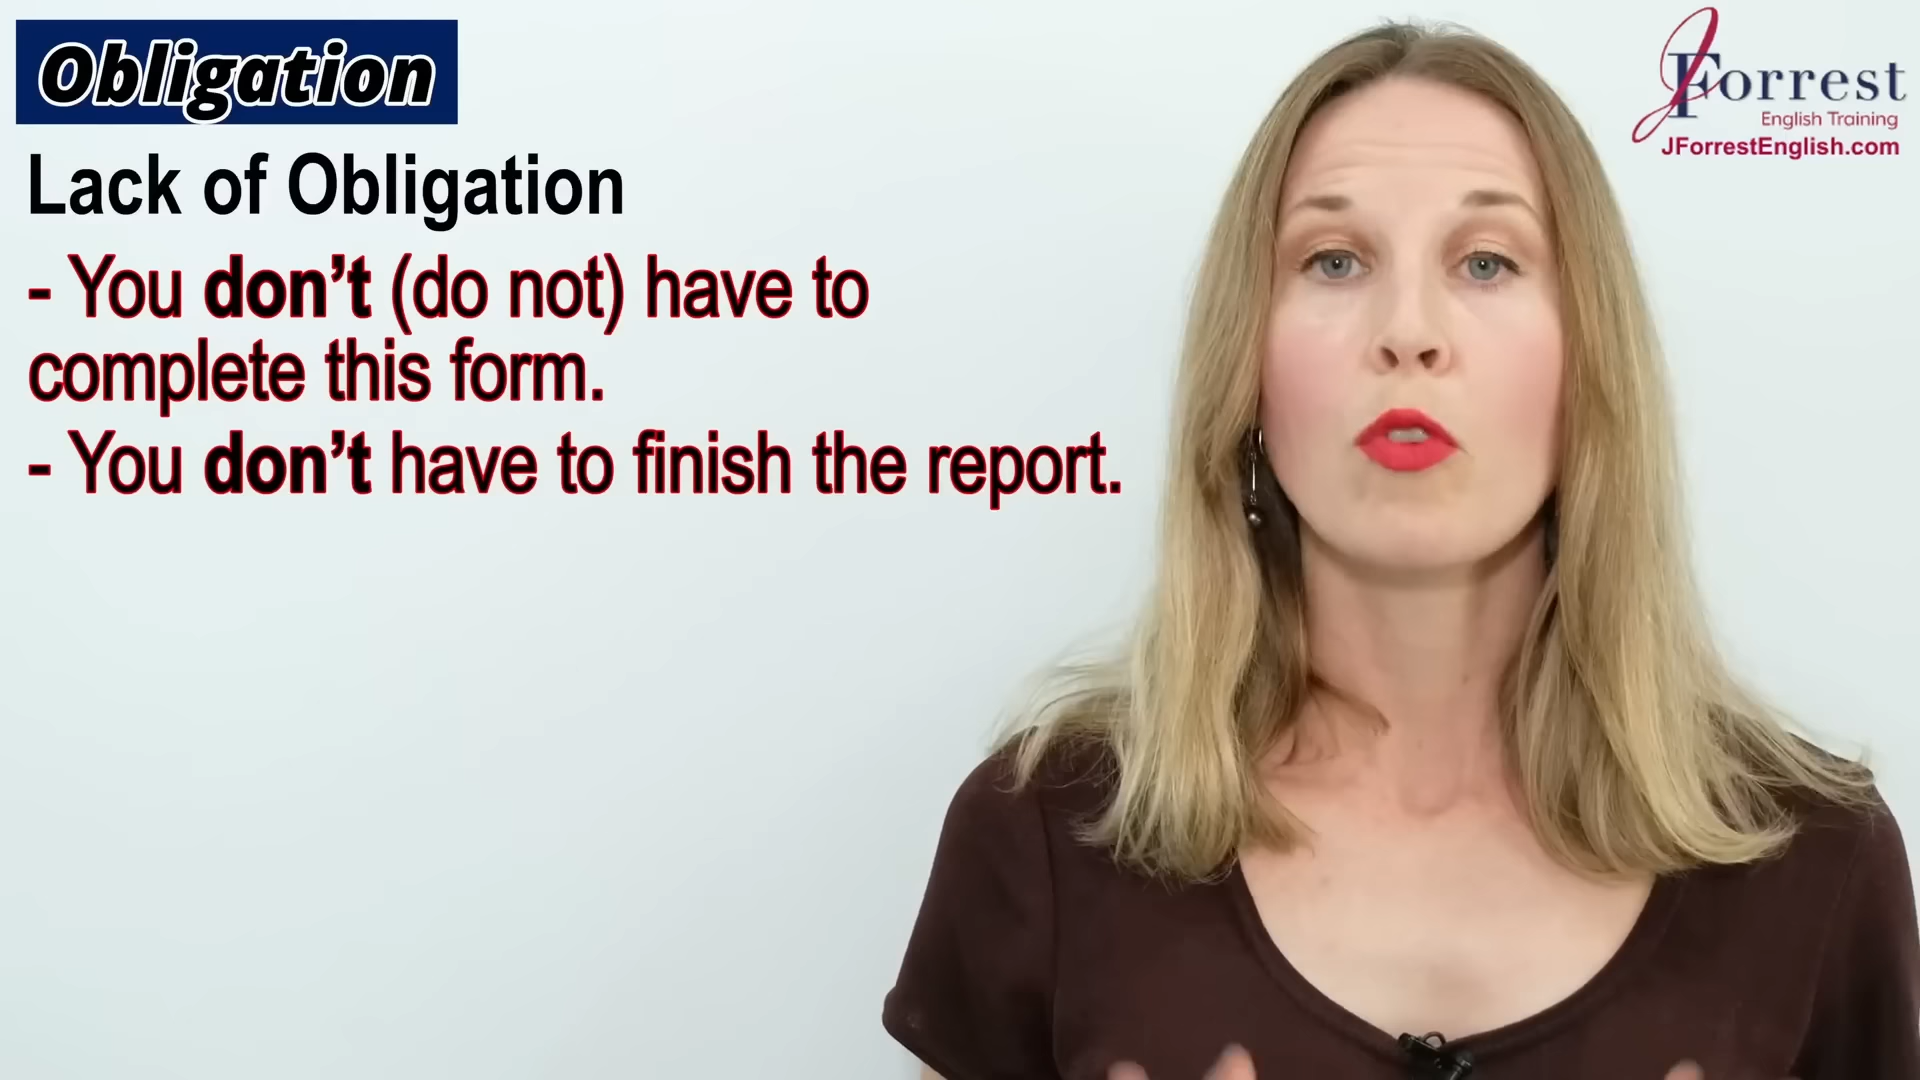 Obligation
JForrest
English Training
JForrestEnglish.com
Lack of Obligation
- You don’t (do not) have to
complete this form.
- You don’t have to finish the report.